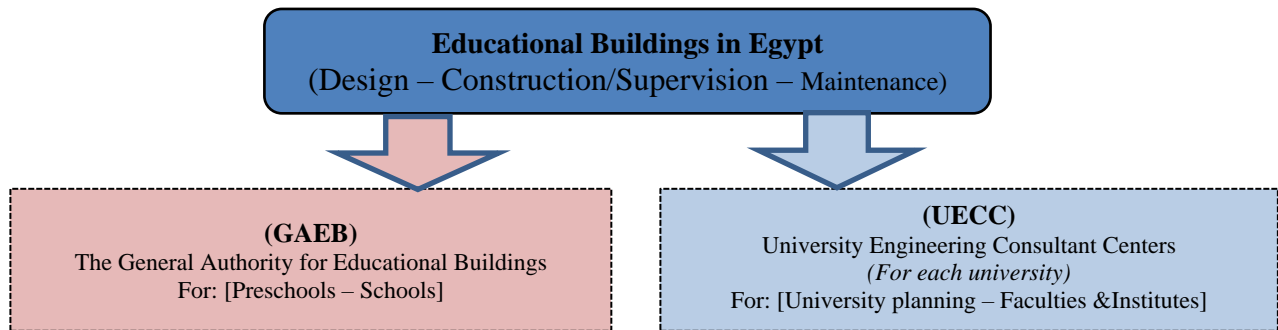 Educational Buildings in Egypt
(Design – Construction/Supervision – Maintenance)
(GAEB)
The General Authority for Educational Buildings
For: [Preschools – Schools]
(UECC)
University Engineering Consultant Centers
(For each university)
For: [University planning – Faculties &Institutes]